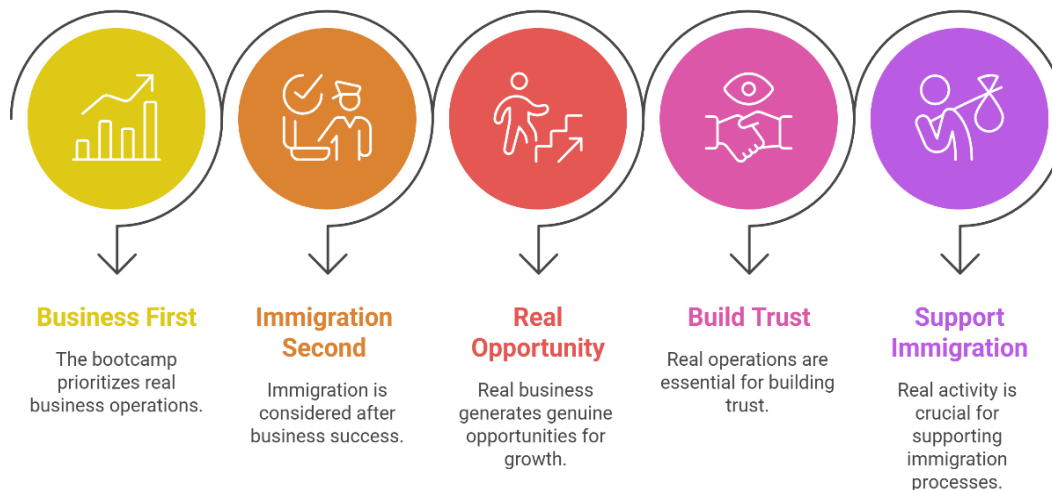 Business First
The bootcamp
prioritizes real
business operations.
Immigration
Second
Immigration is
considered after
business success.
Real
Opportunity
Real business
generates genuine
opportunities for
growth.
Build Trust
Real operations are
essential for building
trust.
Support
Immigration
Real activity is
crucial for
supporting
immigration
processes.